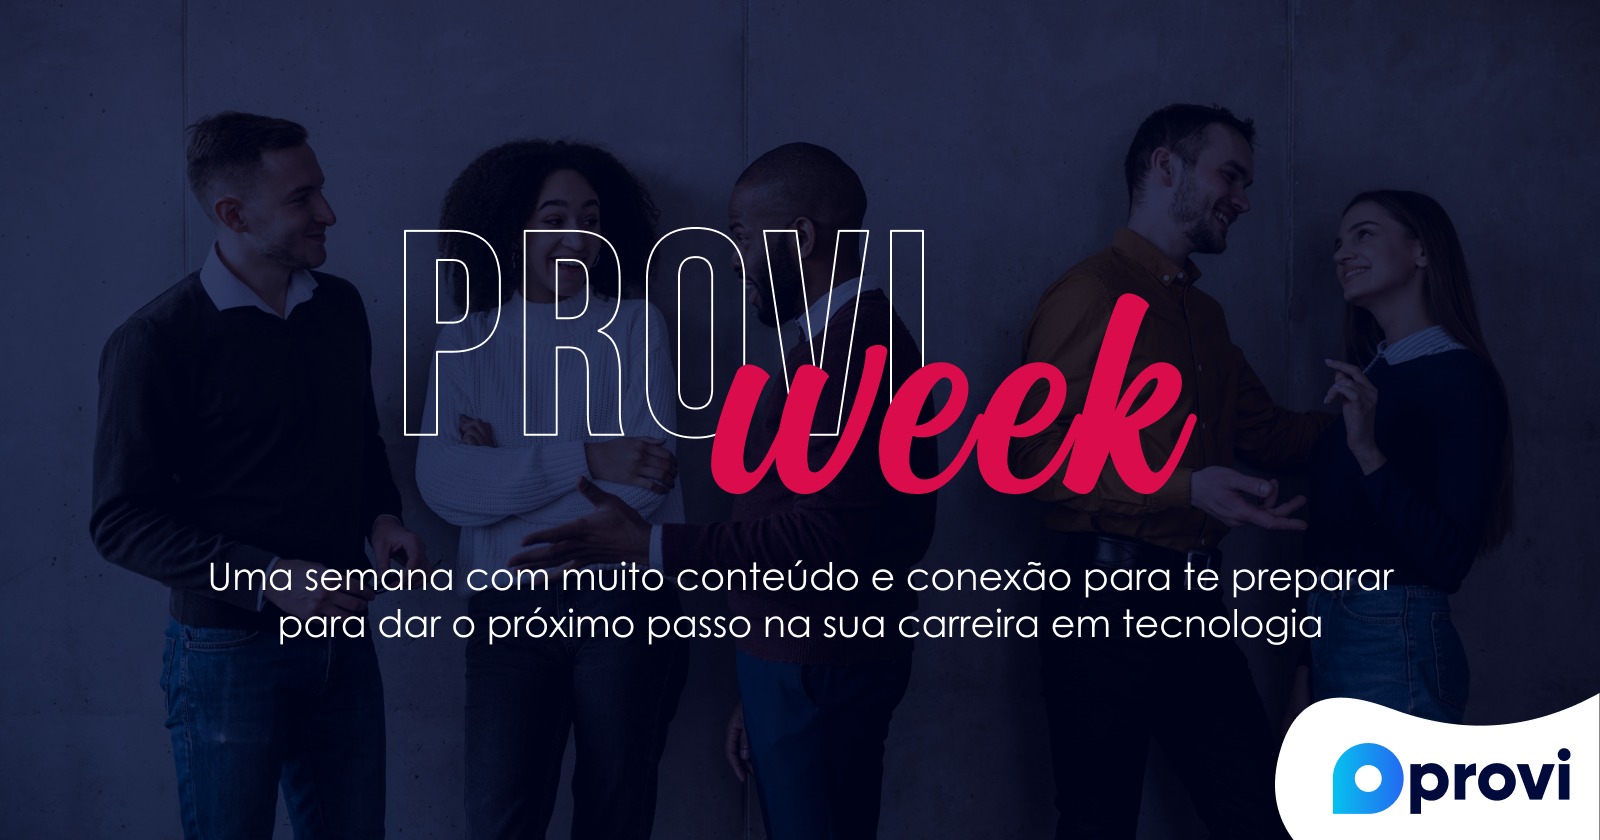 PROVI
week
Uma semana com muito conteúdo e conexão para te preparar
para dar o próximo passo na sua carreira em tecnologia
provi